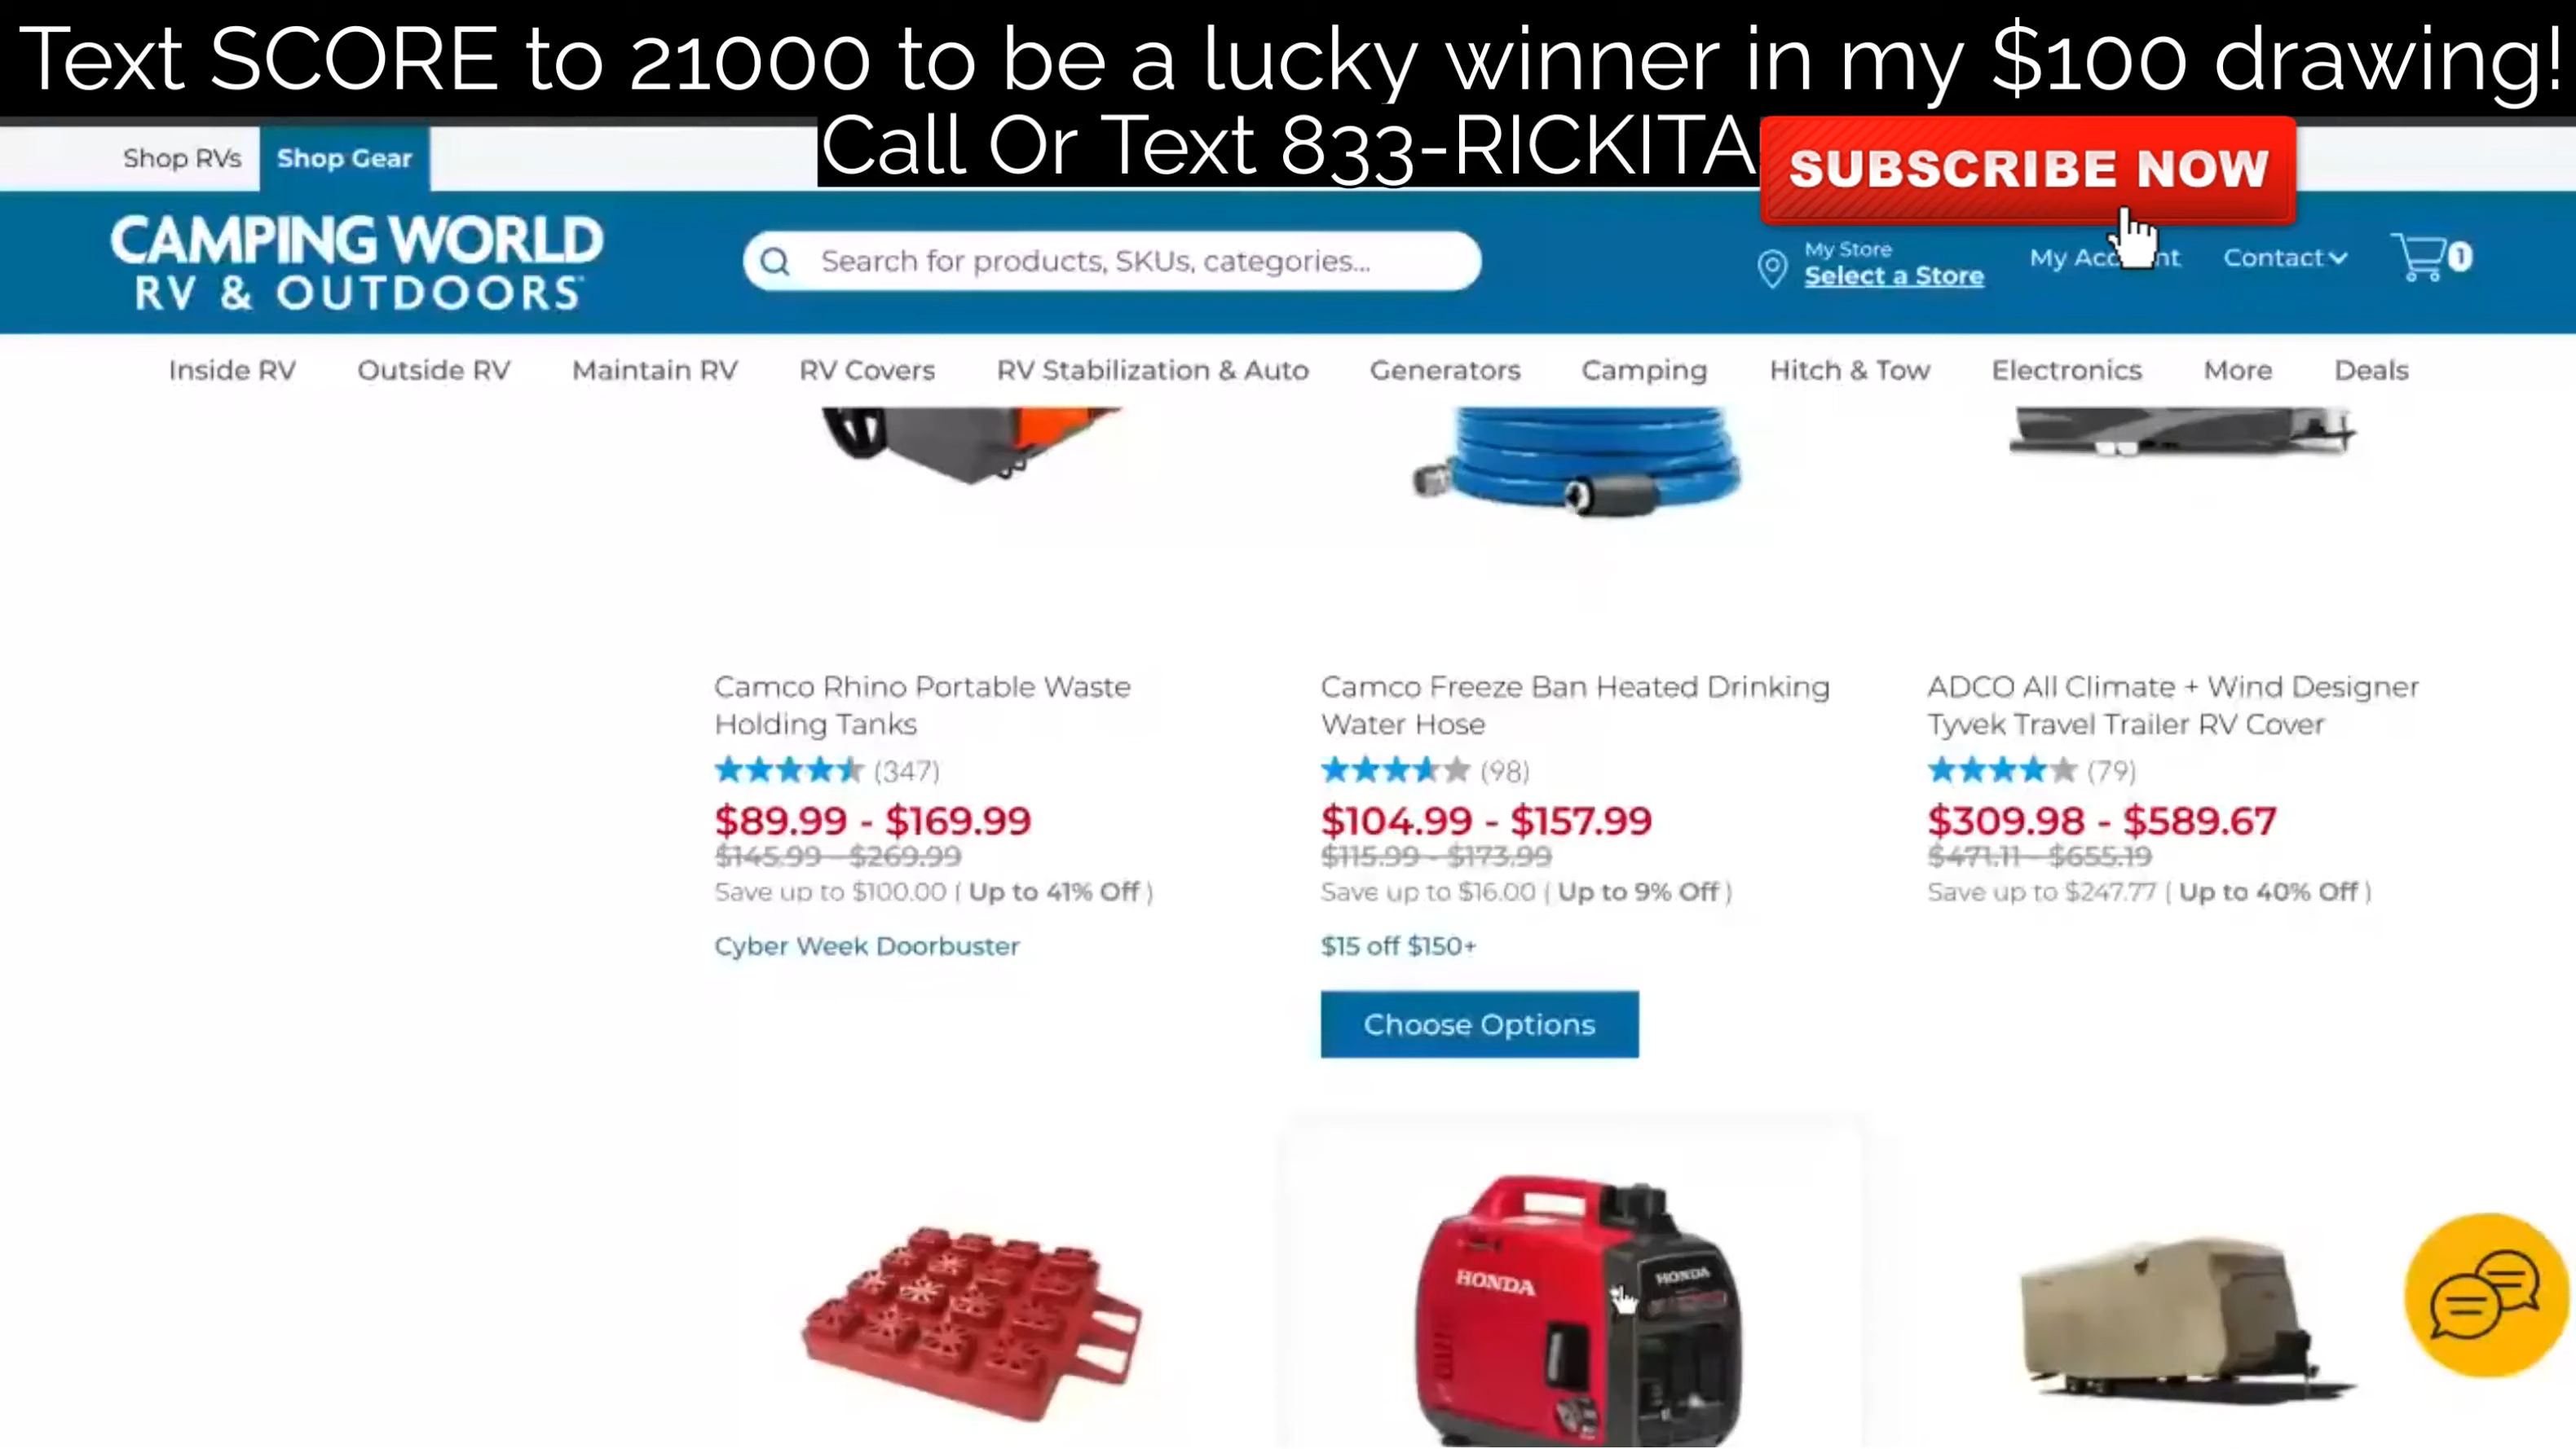 Text SCORE to 21000 to be a lucky winner in my $100 drawing!
Call Or Text 833-RICKITA
SUBSCRIBE NOW
Shop RVs
Shop Gear
CAMPING WORLD
RV & OUTDOORS
Search for products, SKUs, categories...
My Store
Select a Store
My Acc nt
Contact
1
Inside RV
Outside RV
Maintain RV
RV Covers
RV Stabilization & Auto
Generators
Camping
Hitch & Tow
Electronics
More
Deals
Camco Rhino Portable Waste
Holding Tanks
(347)
$89.99 - $169.99
$145.99 - $269.99
Save up to $100.00 ( Up to 41% Off )
Cyber Week Doorbuster
Camco Freeze Ban Heated Drinking
Water Hose
(98)
$104.99 - $157.99
$115.99 - $173.99
Save up to $16.00 ( Up to 9% Off )
$15 off $150+
Choose Options
ADCO All Climate + Wind Designer
Tyvek Travel Trailer RV Cover
(79)
$309.98 - $589.67
$471.11 - $655.19
Save up to $247.77 ( Up to 40% Off )
HONDA
HONDA